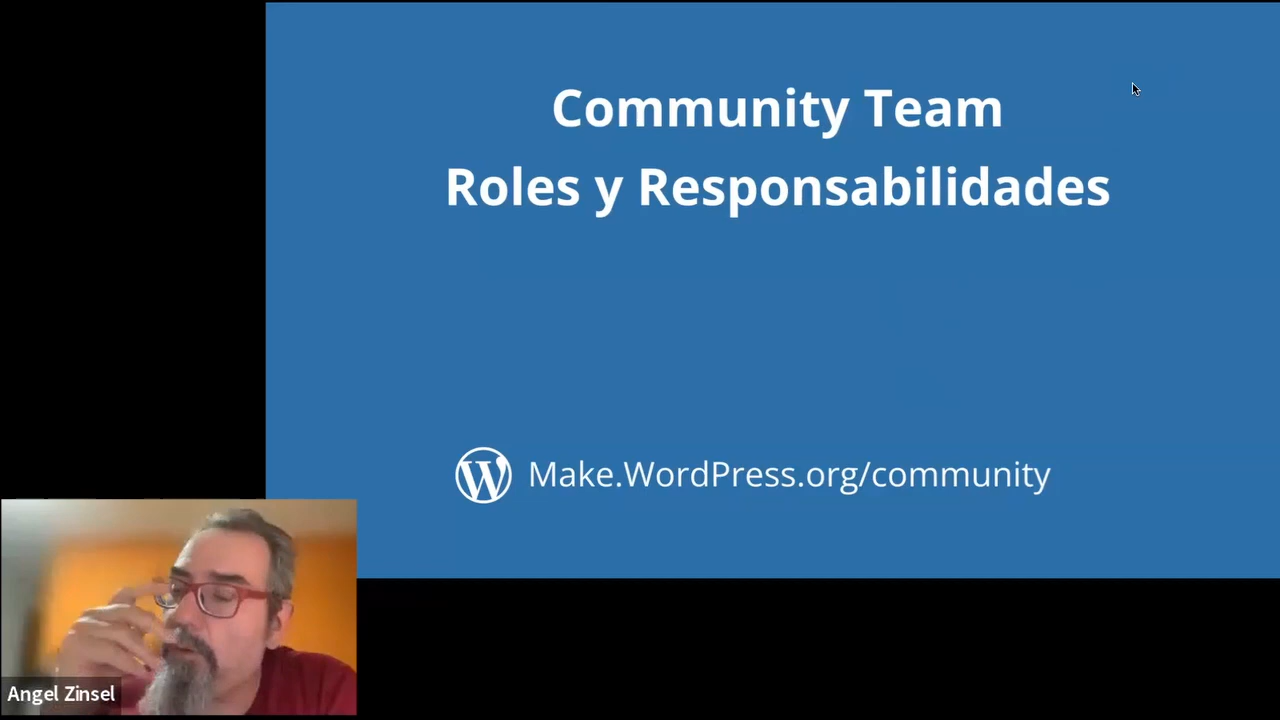 Community Team
Roles y Responsabilidades
Make.WordPress.org/community
Angel Zinsel